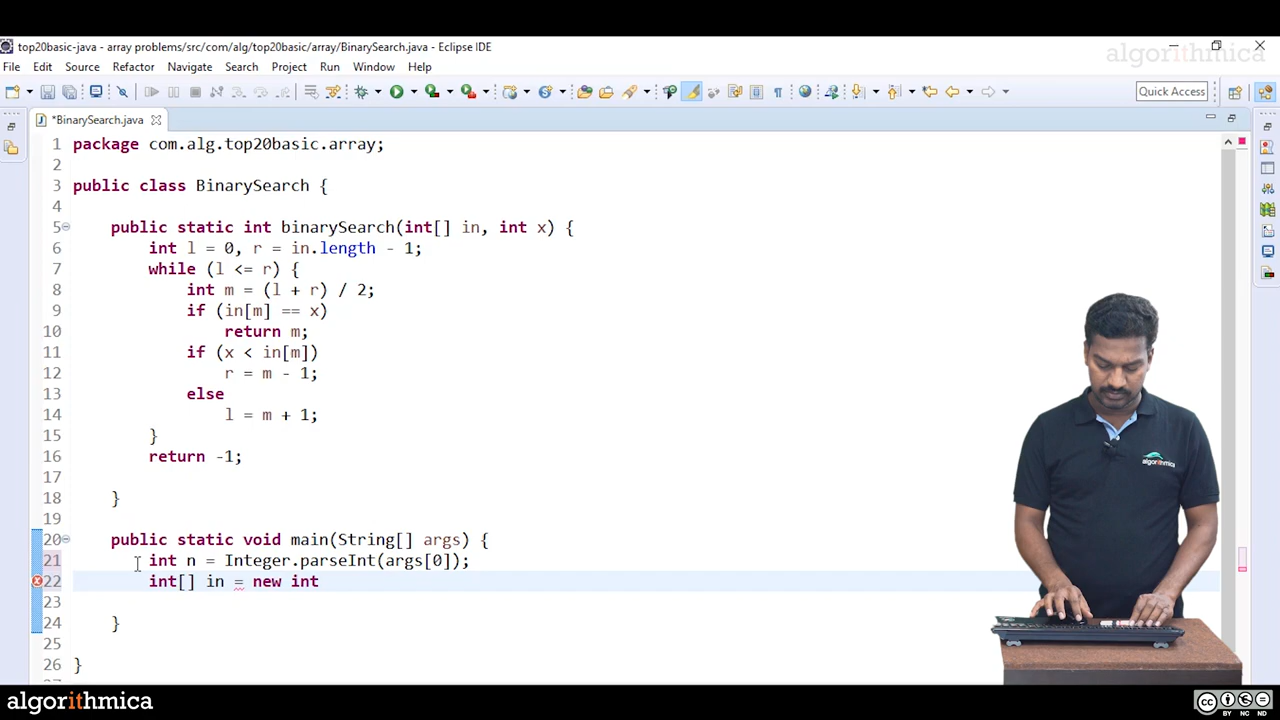 top20basic-java - array problems/src/com/alg/top20basic/array/BinarySearch.java - Eclipse IDE
algorithmica
File Edit Source Refactor Navigate Search Project Run Window Help
Quick Access
*BinarySearch.java
1 package com.alg.top20basic.array;
2
3 public class BinarySearch {
4
5 public static int binarySearch(int[] in, int x) {
6 int l = 0, r = in.length - 1;
7 while (l <= r) {
8 int m = (l + r) / 2;
9 if (in[m] == x)
10 return m;
11 if (x < in[m])
12 r = m - 1;
13 else
14 l = m + 1;
15 }
16 return -1;
17
18 }
19
20 public static void main(String[] args) {
21 int n = Integer.parseInt(args[0]);
22 int[] in = new int
23
24 }
25
26 }
algorithmica
algorithmica
cc BY NC ND